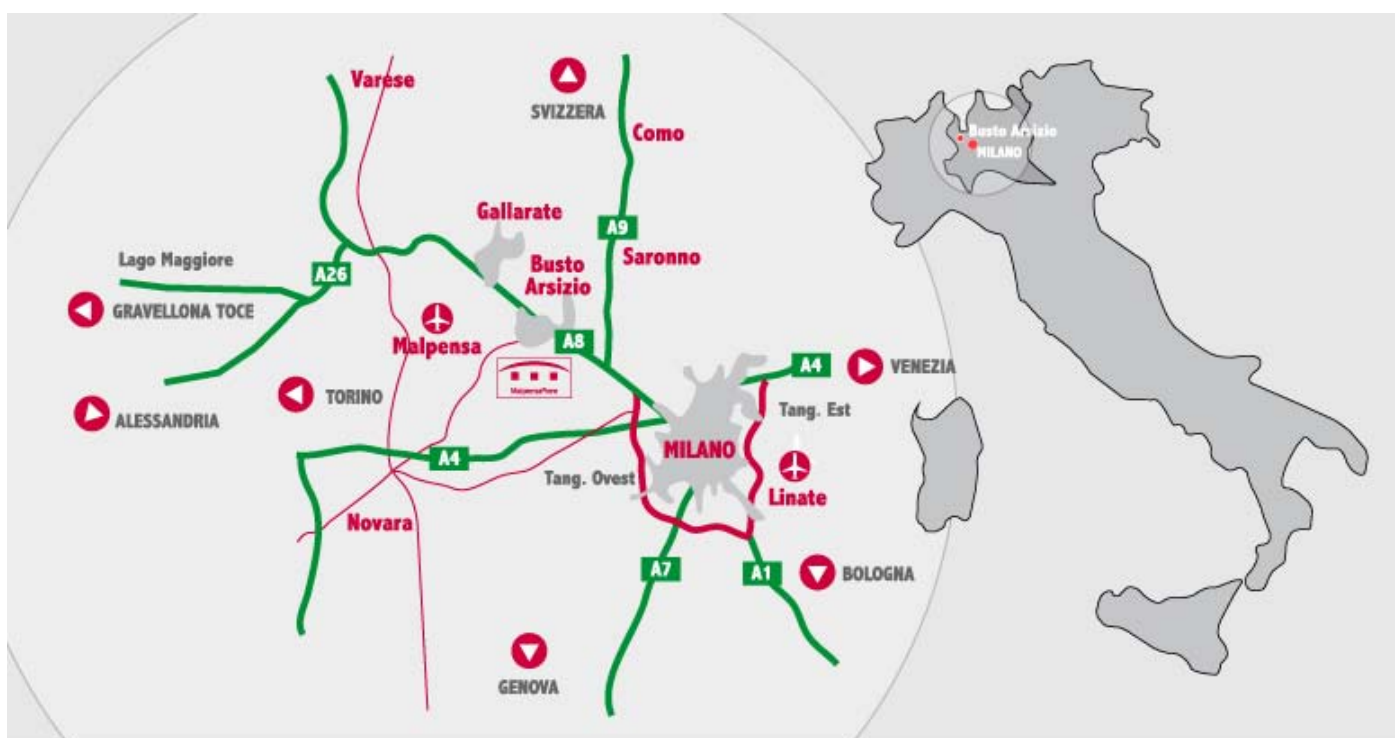 Varese
SVIZZERA
Como
Gallarate
A9
Lago Maggiore
A26
Busto
Arsizio
Saronno
GRAVELLONA TOCE
Malpensa
A8
MalpensaFiere
A4
VENEZIA
TORINO
ALESSANDRIA
Tang. Est
A4
MILANO
Tang. Ovest
Linate
Novara
A7
A1
BOLOGNA
GENOVA
Busto Arsizio
MILANO